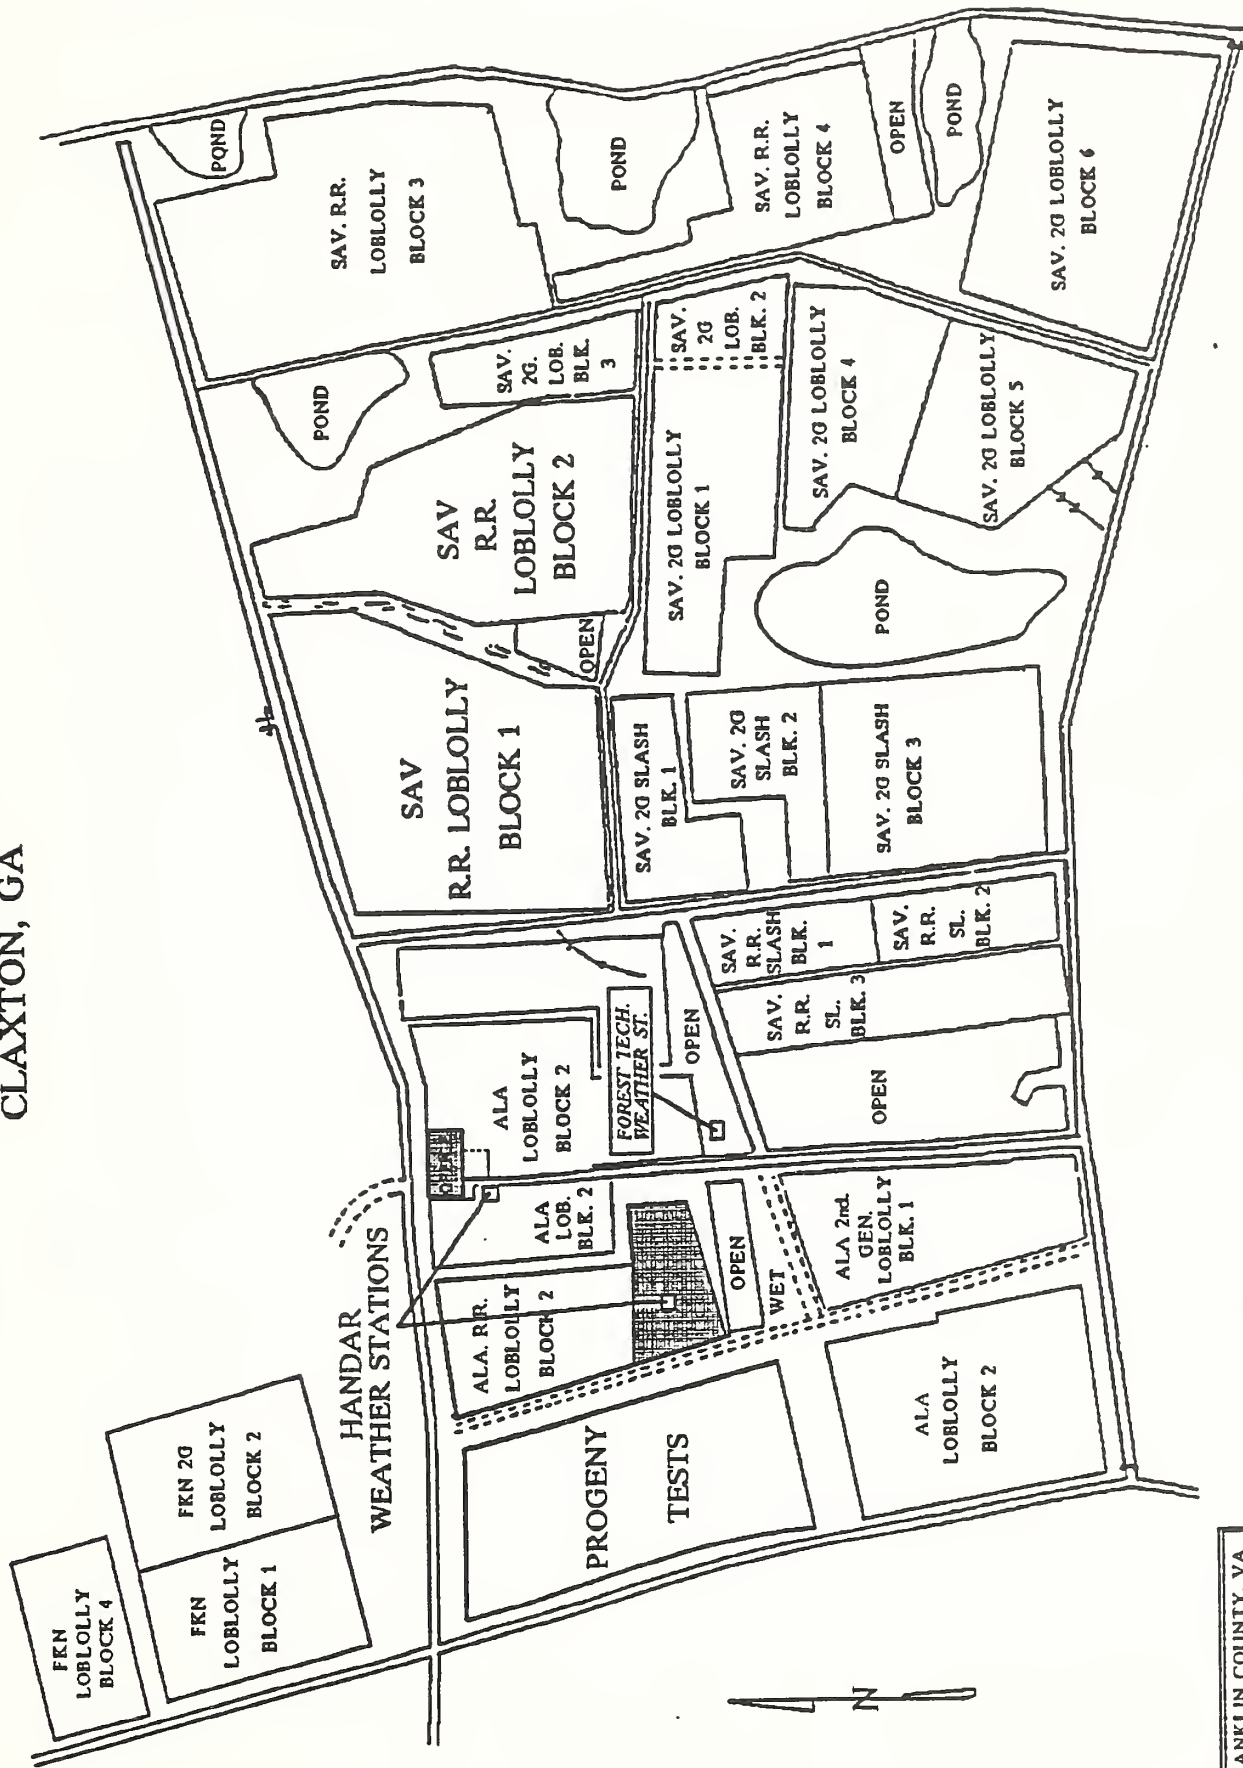 CLAXTON, GA
FKN
LOBLOLLY
BLOCK 4
FKN
LOBLOLLY
BLOCK 1
FKN 2G
LOBLOLLY
BLOCK 2
HANDAR
WEATHER STATIONS
PROGENY
TESTS
ALA. R.R.
LOBLOLLY
BLOCK 2
ALA
LOB.
BLK. 2
ALA
LOBLOLLY
BLOCK 2
FOREST TECH.
WEATHER ST.
OPEN
OPEN
WET
ALA 2nd.
GEN.
LOBLOLLY
BLK. 1
ALA
LOBLOLLY
BLOCK 2
OPEN
SAV.
R.R.
SLASH
BLK.
1
SAV.
R.R.
SL.
BLK. 2
SAV.
R.R.
SL.
BLK. 3
SAV
R.R. LOBLOLLY
BLOCK 1
SAV. 2G SLASH
BLK. 1
SAV. 2G
SLASH
BLK. 2
SAV. 2G SLASH
BLOCK 3
OPEN
SAV
R.R.
LOBLOLLY
BLOCK 2
POND
SAV.
2G.
LOB.
BLK.
3
SAV. 2G LOBLOLLY
BLOCK 1
SAV.
2G
LOB.
BLK. 2
POND
SAV. 2G LOBLOLLY
BLOCK 4
SAV. 2G LOBLOLLY
BLOCK 5
POND
SAV. R.R.
LOBLOLLY
BLOCK 3
POND
SAV. R.R.
LOBLOLLY
BLOCK 4
OPEN
POND
SAV. 2G LOBLOLLY
BLOCK 6
N
ANKLIN COUNTY, VA